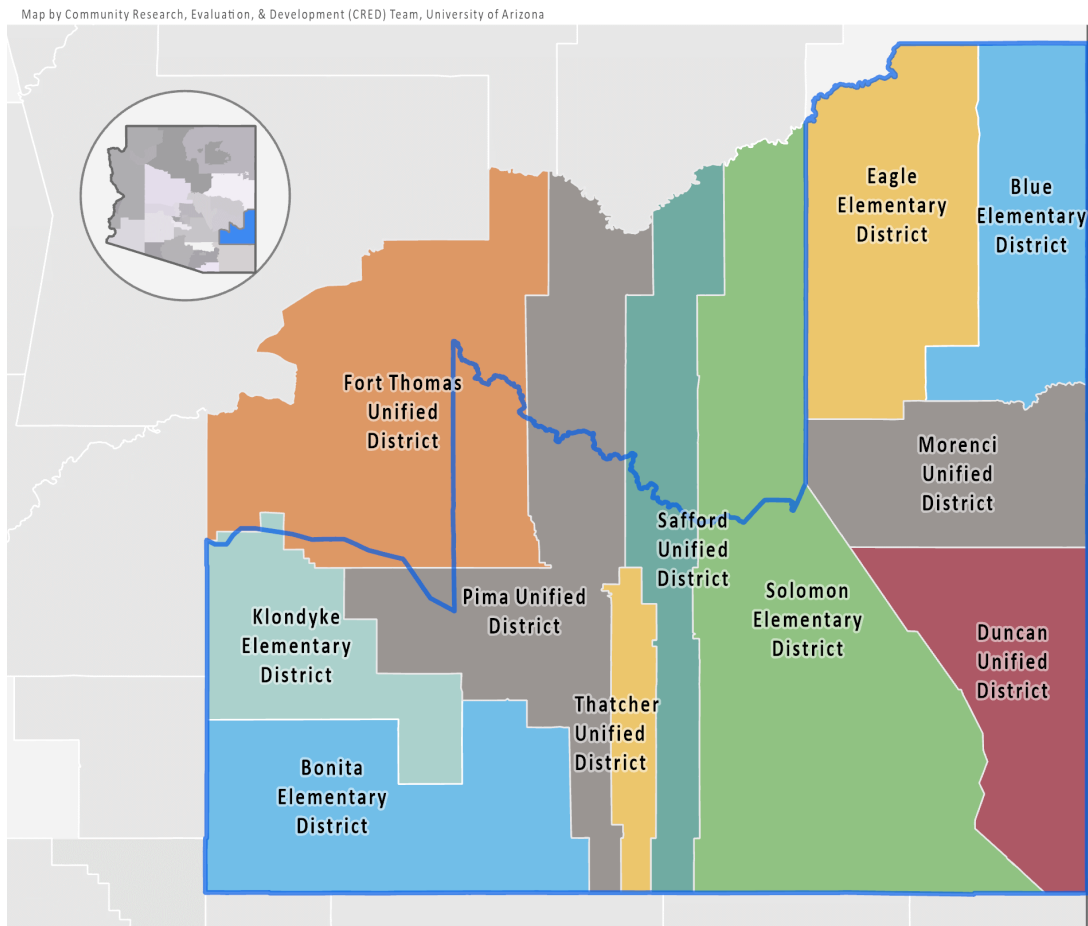 Map by Community Research, Evaluation, & Development (CRED) Team, University of Arizona
Eagle
Elementary
District
Blue
Elementary
District
Fort Thomas
Unified
District
Morenci
Unified
District
Safford
Unified
District
Pima Unified
District
Solomon
Elementary
District
Klondyke
Elementary
District
Duncan
Unified
District
Thatcher
Unified
District
Bonita
Elementary
District